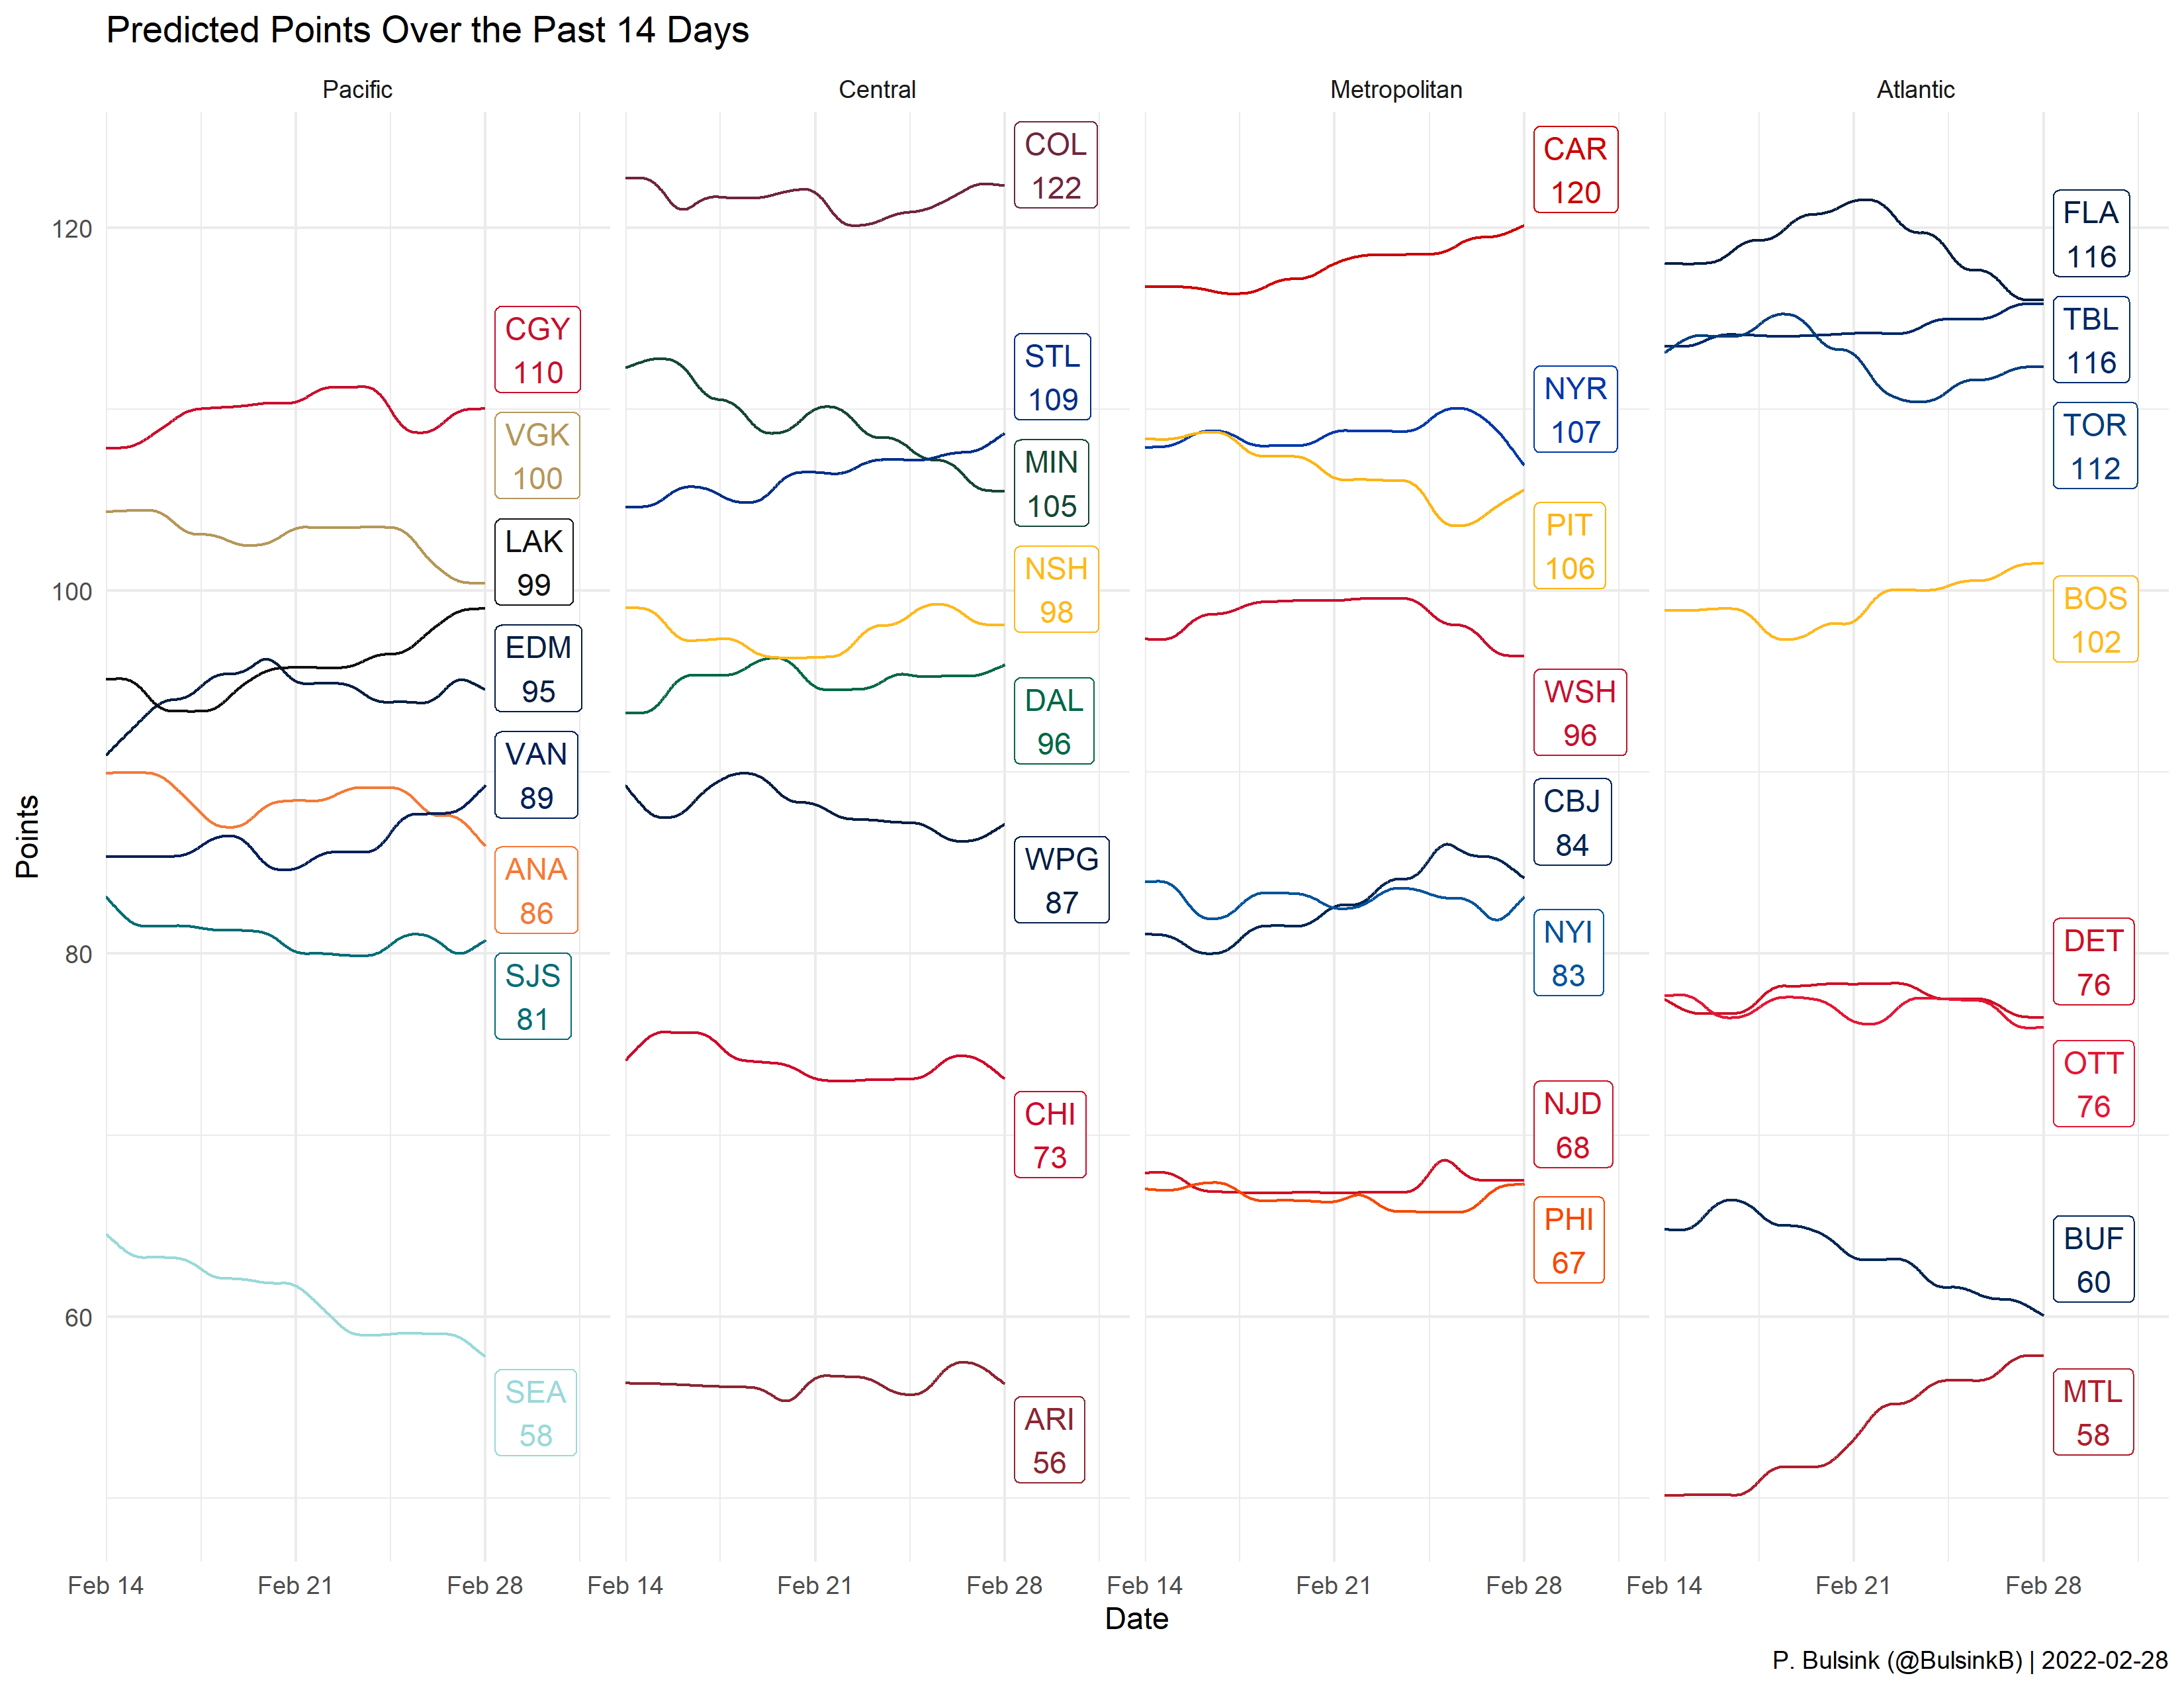 Predicted Points Over the Past 14 Days
Pacific
Central
Metropolitan
Atlantic
Points
120
100
80
60
CGY
110
VGK
100
LAK
99
EDM
95
VAN
89
ANA
86
SJS
81
SEA
58
COL
122
STL
109
MIN
105
NSH
98
DAL
96
WPG
87
CHI
73
ARI
56
CAR
120
NYR
107
PIT
106
WSH
96
CBJ
84
NYI
83
NJD
68
PHI
67
FLA
116
TBL
116
TOR
112
BOS
102
DET
76
OTT
76
BUF
60
MTL
58
Feb 14
Feb 21
Feb 28
Feb 14
Feb 21
Feb 28
Feb 14
Feb 21
Feb 28
Feb 14
Feb 21
Feb 28
Date
P. Bulsink (@BulsinkB) | 2022-02-28